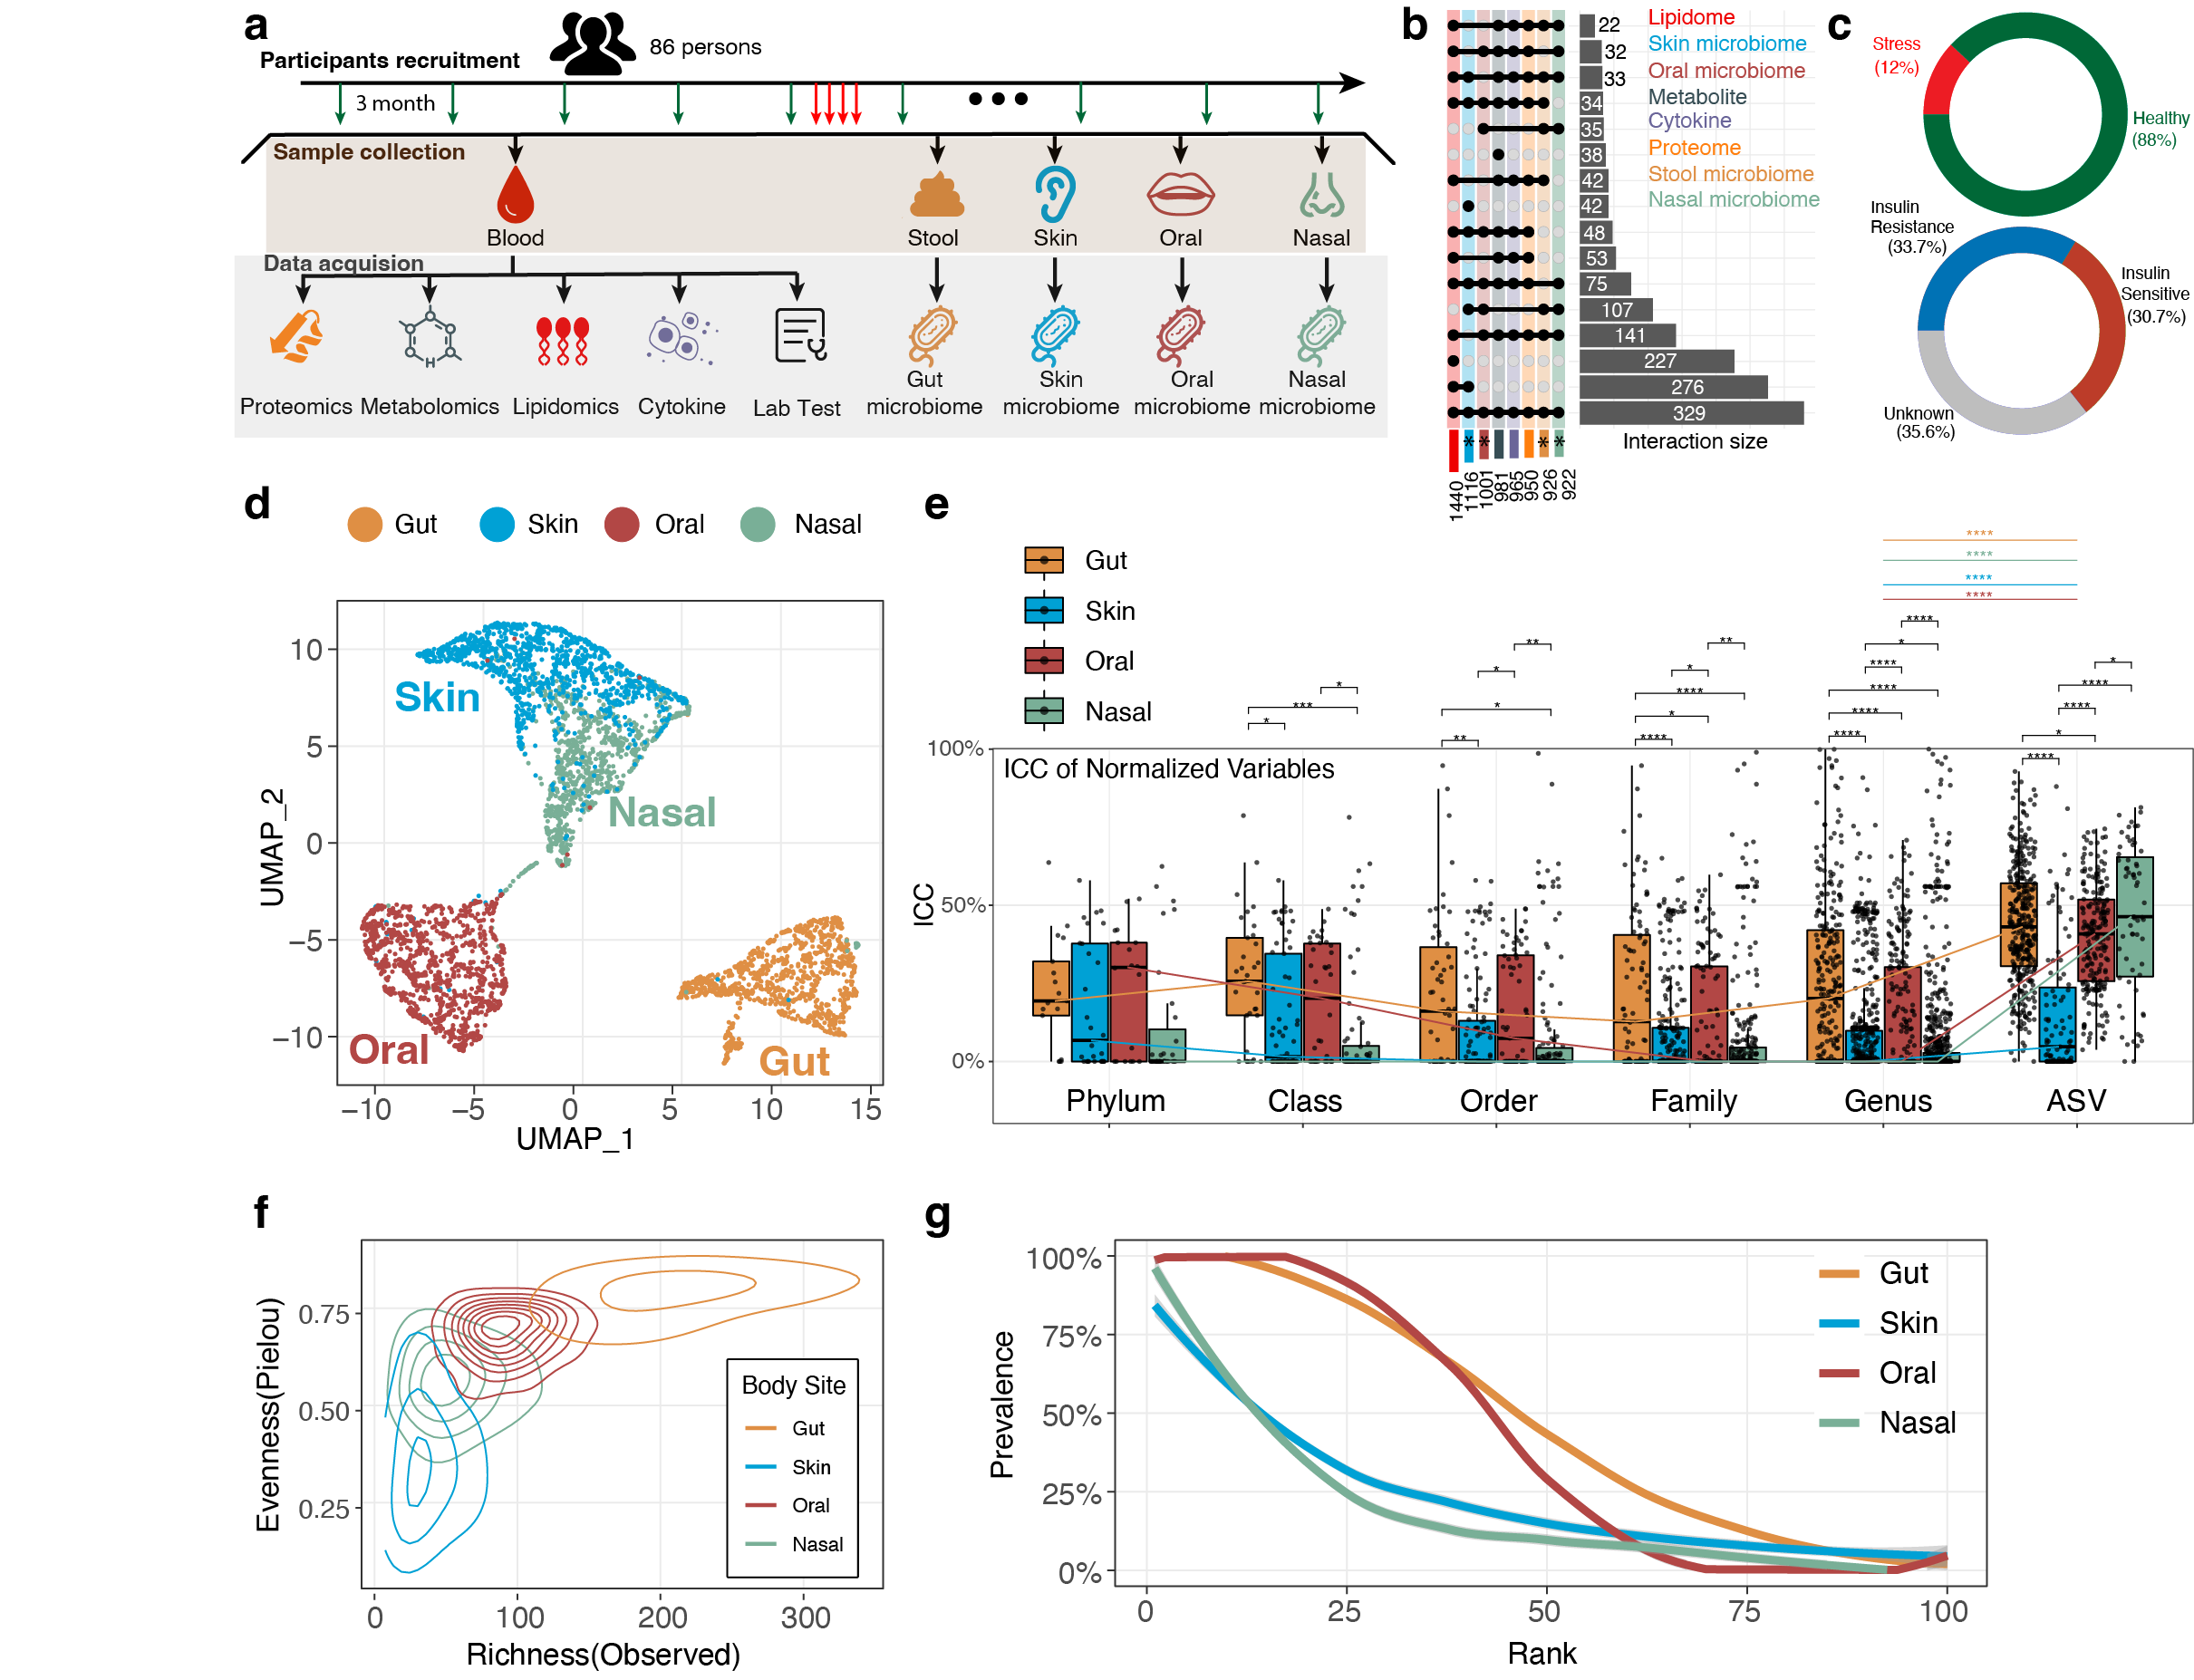 a
86 persons
Participants recruitment
3 month
Sample collection
Blood
Stool
Skin
Oral
Nasal
Data acquision
Proteomics
Metabolomics
Lipidomics
Cytokine
Lab Test
Gut
microbiome
Skin
microbiome
Oral
microbiome
Nasal
microbiome
b
22
32
33
34
35
38
42
42
48
53
75
107
141
227
276
329
Lipidome
Skin microbiome
Oral microbiome
Metabolite
Cytokine
Proteome
Stool microbiome
Nasal microbiome
Interaction size
* * * *
1440
1116
1001
981
965
950
926
922
c
Stress
(12%)
Healthy
(88%)
Insulin
Resistance
(33.7%)
Insulin
Sensitive
(30.7%)
Unknown
(35.6%)
d
Gut
Skin
Oral
Nasal
10
5
0
−5
−10
UMAP_2
Skin
Nasal
Oral
Gut
−10
−5
0
5
10
15
UMAP_1
e
Gut
Skin
Oral
Nasal
* *** *
** * * **
**** * **** * **
**** **** **** **** * ****
**** * **** **** *
****
****
****
****
100%
50%
0%
ICC
ICC of Normalized Variables
Phylum
Class
Order
Family
Genus
ASV
f
0.75
0.50
0.25
Evenness(Pielou)
Body Site
Gut
Skin
Oral
Nasal
0
100
200
300
Richness(Observed)
g
100%
75%
50%
25%
0%
Prevalence
Gut
Skin
Oral
Nasal
0
25
50
75
100
Rank